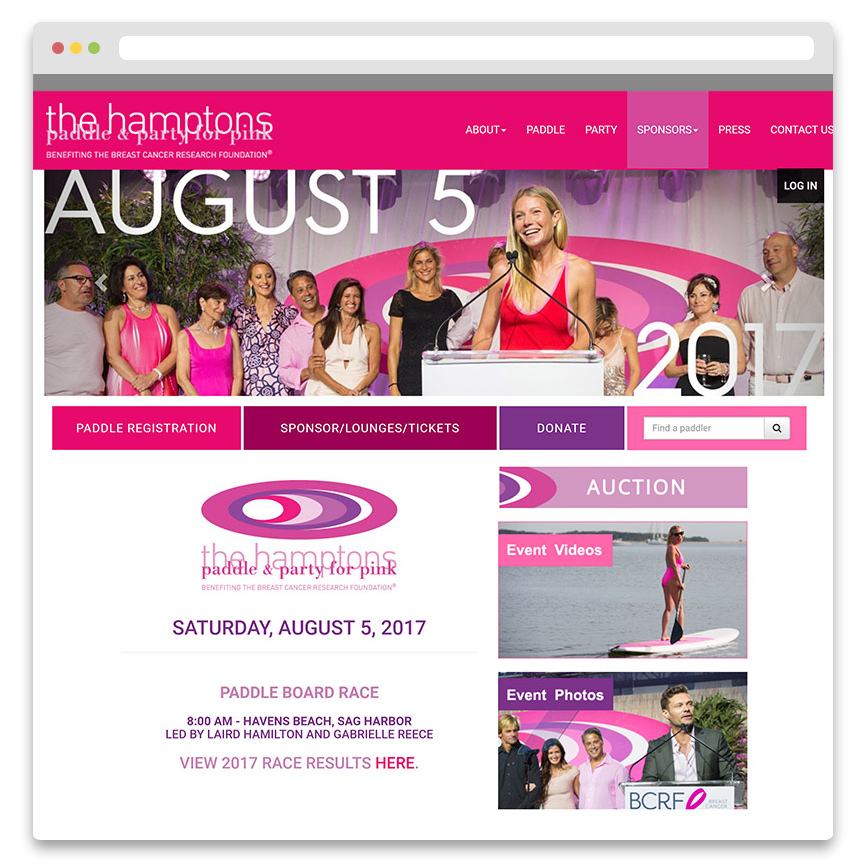 the hamptons
paddle & party for pink
BENEFITING THE BREAST CANCER RESEARCH FOUNDATION®
ABOUT PADDLE PARTY SPONSORS PRESS CONTACT US
LOG IN
AUGUST 5
2017
PADDLE REGISTRATION SPONSOR/LOUNGES/TICKETS DONATE Find a paddler
the hamptons
paddle & party for pink
BENEFITING THE BREAST CANCER RESEARCH FOUNDATION®
SATURDAY, AUGUST 5, 2017
PADDLE BOARD RACE
8:00 AM - HAVENS BEACH, SAG HARBOR
LED BY LAIRD HAMILTON AND GABRIELLE REECE
VIEW 2017 RACE RESULTS HERE.
AUCTION
Event Videos
Event Photos
BCRF
BREAST
CANCER